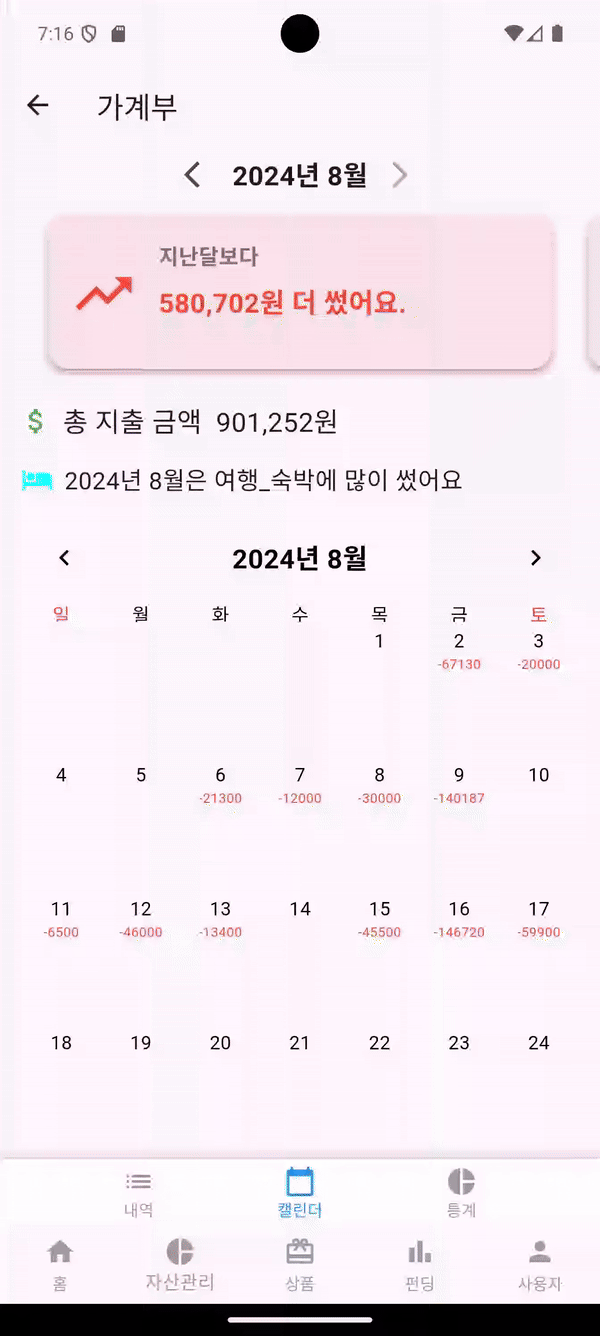 7:16
가계부
2024년 8월
지난달보다
580,702원 더 썼어요.
총 지출 금액 901,252원
2024년 8월은 여행_숙박에 많이 썼어요
2024년 8월
일 월 화 수 목 금 토
1 2 3
-67130 -20000
4 5 6 7 8 9 10
-21300 -12000 -30000 -140187
11 12 13 14 15 16 17
-6500 -46000 -13400 -45500 -146720 -59900
18 19 20 21 22 23 24
내역 캘린더 통계
홈 자산관리 상품 펀딩 사용자